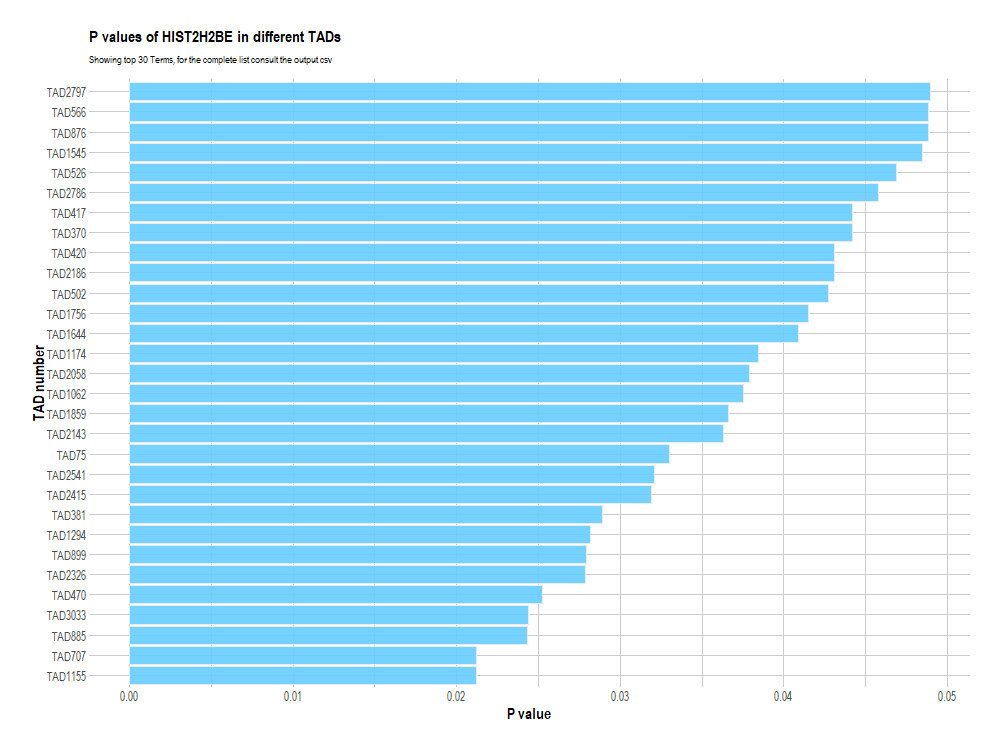 P values of HIST2H2BE in different TADs
Showing top 30 Terms, for the complete list consult the output csv
TAD number
TAD2797
TAD566
TAD876
TAD1545
TAD526
TAD2786
TAD417
TAD370
TAD420
TAD2186
TAD502
TAD1756
TAD1644
TAD1174
TAD2058
TAD1062
TAD1859
TAD2143
TAD75
TAD2541
TAD2415
TAD381
TAD1294
TAD899
TAD2326
TAD470
TAD3033
TAD885
TAD707
TAD1155
0.00 0.01 0.02 0.03 0.04 0.05
P value